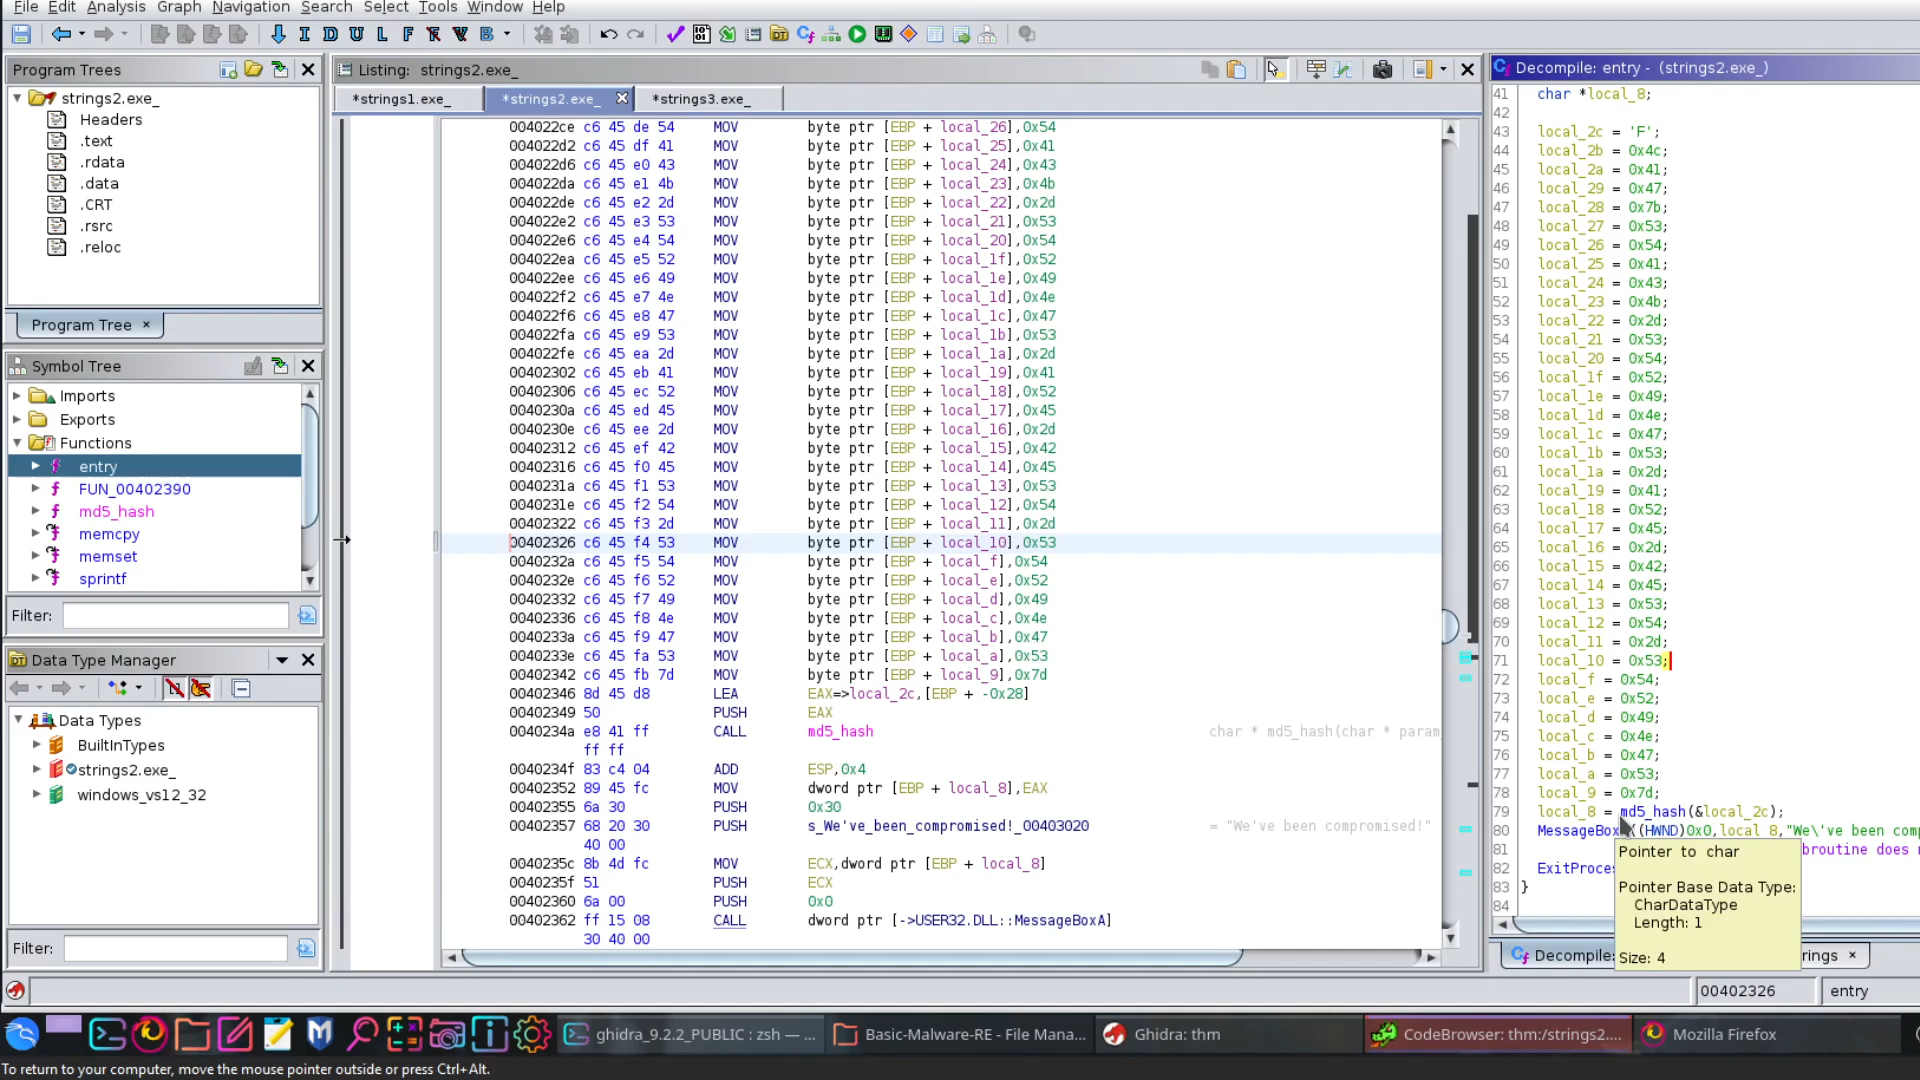 File Edit Analysis Graph Navigation Search Select Tools Window Help
I D U L F B
Program Trees
strings2.exe_
Headers
.text
.rdata
.data
.CRT
.rsrc
.reloc
Program Tree ×
Symbol Tree
Imports
Exports
Functions
entry
FUN_00402390
md5_hash
memcpy
memset
sprintf
Filter:
Data Type Manager
Data Types
BuiltInTypes
strings2.exe_
windows_vs12_32
Filter:
Listing: strings2.exe_
*strings1.exe_ *strings2.exe_ *strings3.exe_
004022ce c6 45 de 54 MOV byte ptr [EBP + local_26],0x54
004022d2 c6 45 df 41 MOV byte ptr [EBP + local_25],0x41
004022d6 c6 45 e0 43 MOV byte ptr [EBP + local_24],0x43
004022da c6 45 e1 4b MOV byte ptr [EBP + local_23],0x4b
004022de c6 45 e2 2d MOV byte ptr [EBP + local_22],0x2d
004022e2 c6 45 e3 53 MOV byte ptr [EBP + local_21],0x53
004022e6 c6 45 e4 54 MOV byte ptr [EBP + local_20],0x54
004022ea c6 45 e5 52 MOV byte ptr [EBP + local_1f],0x52
004022ee c6 45 e6 49 MOV byte ptr [EBP + local_1e],0x49
004022f2 c6 45 e7 4e MOV byte ptr [EBP + local_1d],0x4e
004022f6 c6 45 e8 47 MOV byte ptr [EBP + local_1c],0x47
004022fa c6 45 e9 53 MOV byte ptr [EBP + local_1b],0x53
004022fe c6 45 ea 2d MOV byte ptr [EBP + local_1a],0x2d
00402302 c6 45 eb 41 MOV byte ptr [EBP + local_19],0x41
00402306 c6 45 ec 52 MOV byte ptr [EBP + local_18],0x52
0040230a c6 45 ed 45 MOV byte ptr [EBP + local_17],0x45
0040230e c6 45 ee 2d MOV byte ptr [EBP + local_16],0x2d
00402312 c6 45 ef 42 MOV byte ptr [EBP + local_15],0x42
00402316 c6 45 f0 45 MOV byte ptr [EBP + local_14],0x45
0040231a c6 45 f1 53 MOV byte ptr [EBP + local_13],0x53
0040231e c6 45 f2 54 MOV byte ptr [EBP + local_12],0x54
00402322 c6 45 f3 2d MOV byte ptr [EBP + local_11],0x2d
00402326 c6 45 f4 53 MOV byte ptr [EBP + local_10],0x53
0040232a c6 45 f5 54 MOV byte ptr [EBP + local_f],0x54
0040232e c6 45 f6 52 MOV byte ptr [EBP + local_e],0x52
00402332 c6 45 f7 49 MOV byte ptr [EBP + local_d],0x49
00402336 c6 45 f8 4e MOV byte ptr [EBP + local_c],0x4e
0040233a c6 45 f9 47 MOV byte ptr [EBP + local_b],0x47
0040233e c6 45 fa 53 MOV byte ptr [EBP + local_a],0x53
00402342 c6 45 fb 7d MOV byte ptr [EBP + local_9],0x7d
00402346 8d 45 d8 LEA EAX=>local_2c,[EBP + -0x28]
00402349 50 PUSH EAX
0040234a e8 41 ff CALL md5_hash char * md5_hash(char * param_
ff ff
0040234f 83 c4 04 ADD ESP,0x4
00402352 89 45 fc MOV dword ptr [EBP + local_8],EAX
00402355 6a 30 PUSH 0x30
00402357 68 20 30 PUSH s_We've_been_compromised!_00403020 = "We've been compromised!"
40 00
0040235c 8b 4d fc MOV ECX,dword ptr [EBP + local_8]
0040235f 51 PUSH ECX
00402360 6a 00 PUSH 0x0
00402362 ff 15 08 CALL dword ptr [->USER32.DLL::MessageBoxA]
30 40 00
Decompile: entry - (strings2.exe_)
41 char *local_8;
42
43 local_2c = 'F';
44 local_2b = 0x4c;
45 local_2a = 0x41;
46 local_29 = 0x47;
47 local_28 = 0x7b;
48 local_27 = 0x53;
49 local_26 = 0x54;
50 local_25 = 0x41;
51 local_24 = 0x43;
52 local_23 = 0x4b;
53 local_22 = 0x2d;
54 local_21 = 0x53;
55 local_20 = 0x54;
56 local_1f = 0x52;
57 local_1e = 0x49;
58 local_1d = 0x4e;
59 local_1c = 0x47;
60 local_1b = 0x53;
61 local_1a = 0x2d;
62 local_19 = 0x41;
63 local_18 = 0x52;
64 local_17 = 0x45;
65 local_16 = 0x2d;
66 local_15 = 0x42;
67 local_14 = 0x45;
68 local_13 = 0x53;
69 local_12 = 0x54;
70 local_11 = 0x2d;
71 local_10 = 0x53;
72 local_f = 0x54;
73 local_e = 0x52;
74 local_d = 0x49;
75 local_c = 0x4e;
76 local_b = 0x47;
77 local_a = 0x53;
78 local_9 = 0x7d;
79 local_8 = md5_hash(&local_2c);
80 MessageBox ((HWND)0x0,local_8,"We\'ve been comp
81 broutine does n
82 ExitProces
83 }
84
Pointer to char
Pointer Base Data Type:
CharDataType
Length: 1
Size: 4
Decompile: rings ×
00402326 entry
ghidra_9.2.2_PUBLIC : zsh — ... Basic-Malware-RE - File Mana... Ghidra: thm CodeBrowser: thm:/strings2.... Mozilla Firefox
To return to your computer, move the mouse pointer outside or press Ctrl+Alt.